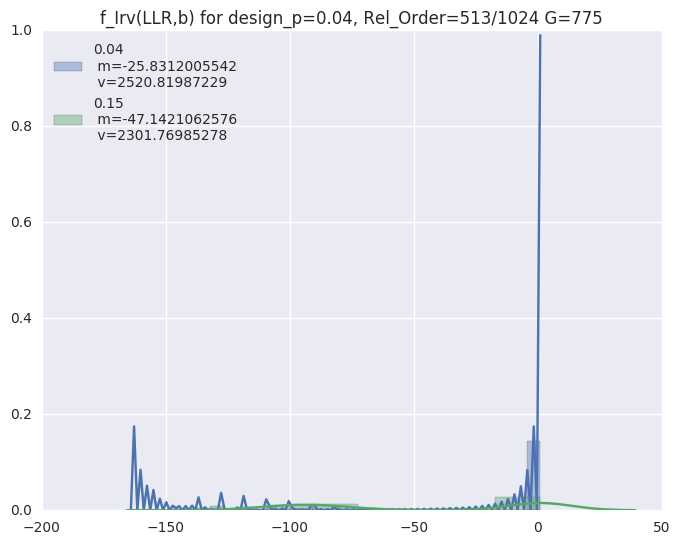 f_Irv(LLR,b) for design_p=0.04, Rel_Order=513/1024 G=775
1.0
0.8
0.6
0.4
0.2
0.0
0.04
m=-25.8312005542
v=2520.81987229
0.15
m=-47.1421062576
v=2301.76985278
−200
−150
−100
−50
0
50